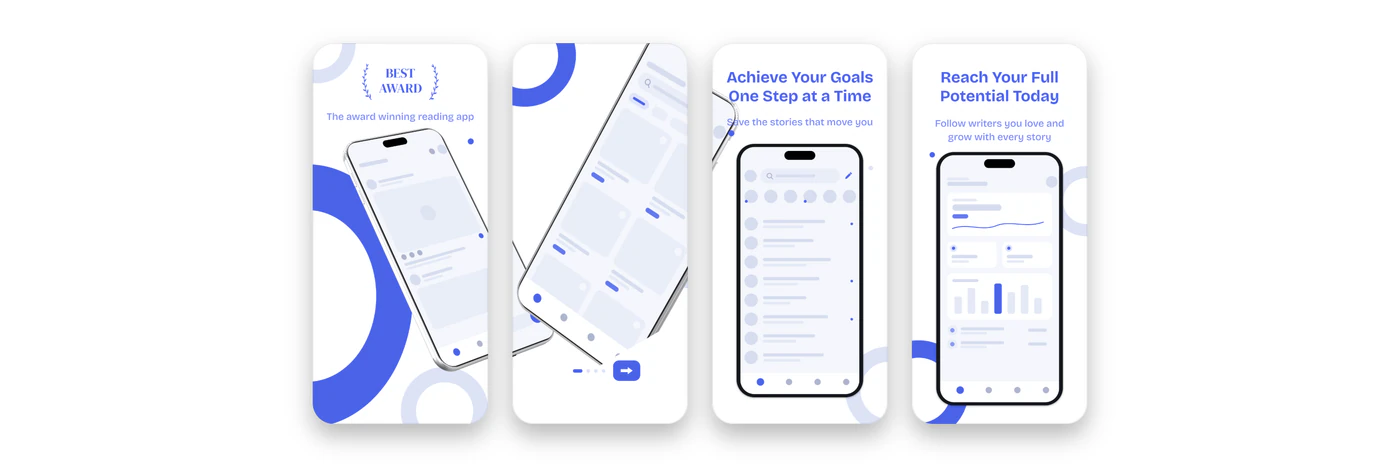 BEST
AWARD
The award winning reading app
Achieve Your Goals
One Step at a Time
Save the stories that move you
Reach Your Full
Potential Today
Follow writers you love and
grow with every story